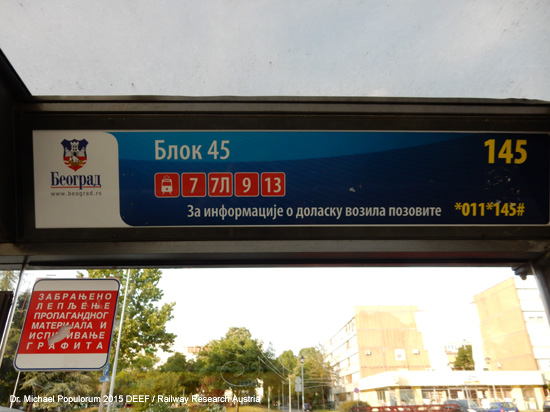 Блок 45
145
Београд
www.beograd.rs
7 7Л 9 13
За информације о доласку возила позовите *011*145#
ЗАБРАЊЕНО
ЛЕПЉЕЊЕ
ПРОПАГАНДНОГ
МАТЕРИЈАЛА И
ИСПИСИВАЊЕ
ГРАФИТА
Dr. Michael Populorum 2015 DEEF / Railway Research Austria